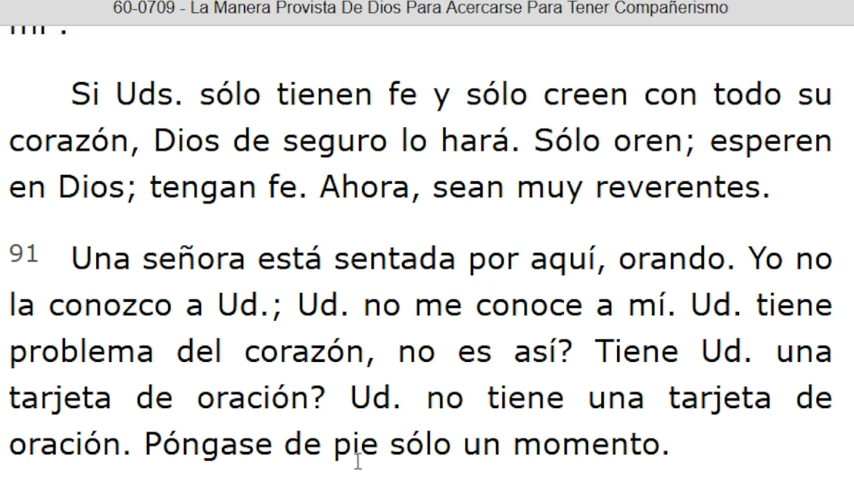 60-0709 - La Manera Provista De Dios Para Acercarse Para Tener Compañerismo
Si Uds. sólo tienen fe y sólo creen con todo su
corazón, Dios de seguro lo hará. Sólo oren; esperen
en Dios; tengan fe. Ahora, sean muy reverentes.
91 Una señora está sentada por aquí, orando. Yo no
la conozco a Ud.; Ud. no me conoce a mí. Ud. tiene
problema del corazón, no es así? Tiene Ud. una
tarjeta de oración? Ud. no tiene una tarjeta de
oración. Póngase de pie sólo un momento.